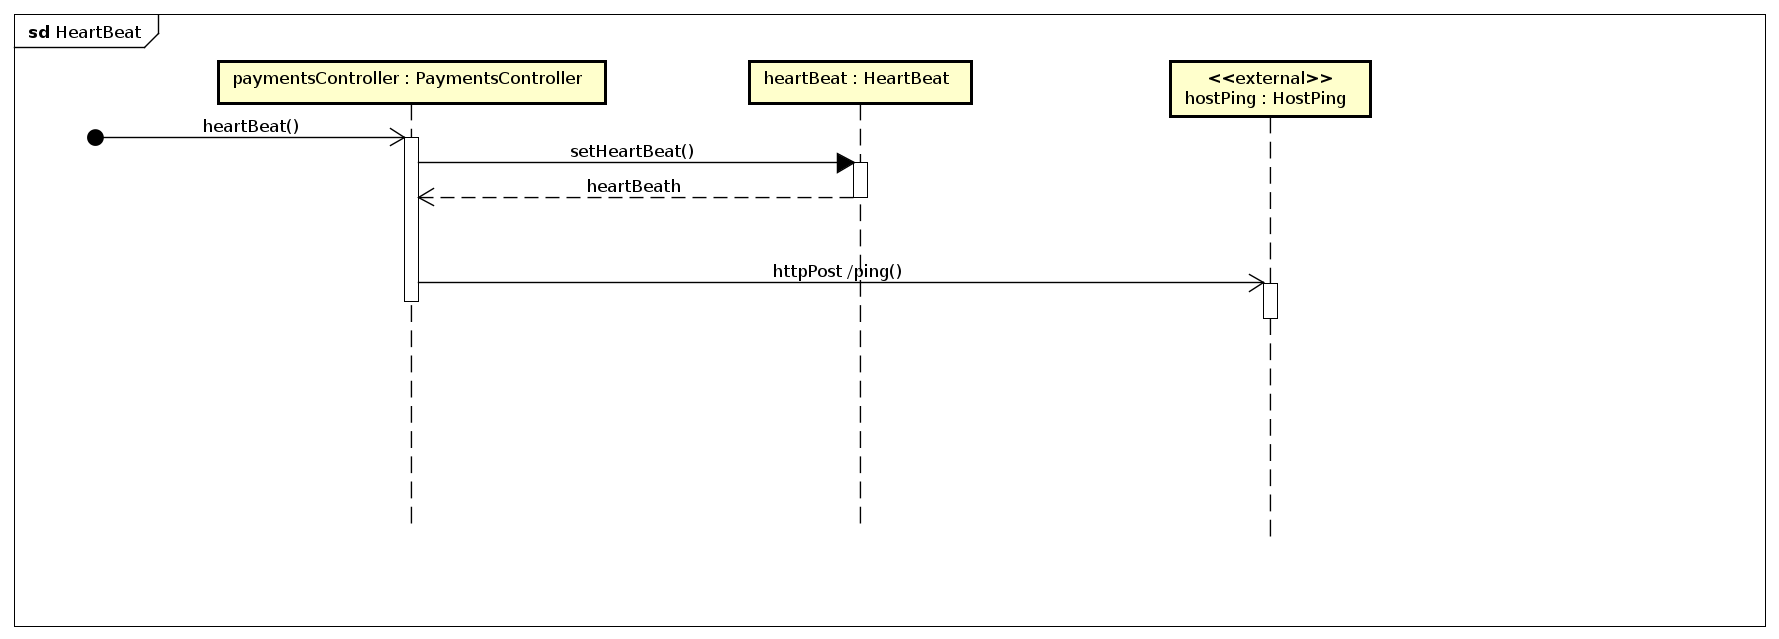 sd HeartBeat
paymentsController : PaymentsController
heartBeat : HeartBeat
<<external>>
hostPing : HostPing
heartBeat()
setHeartBeat()
heartBeath
httpPost /ping()